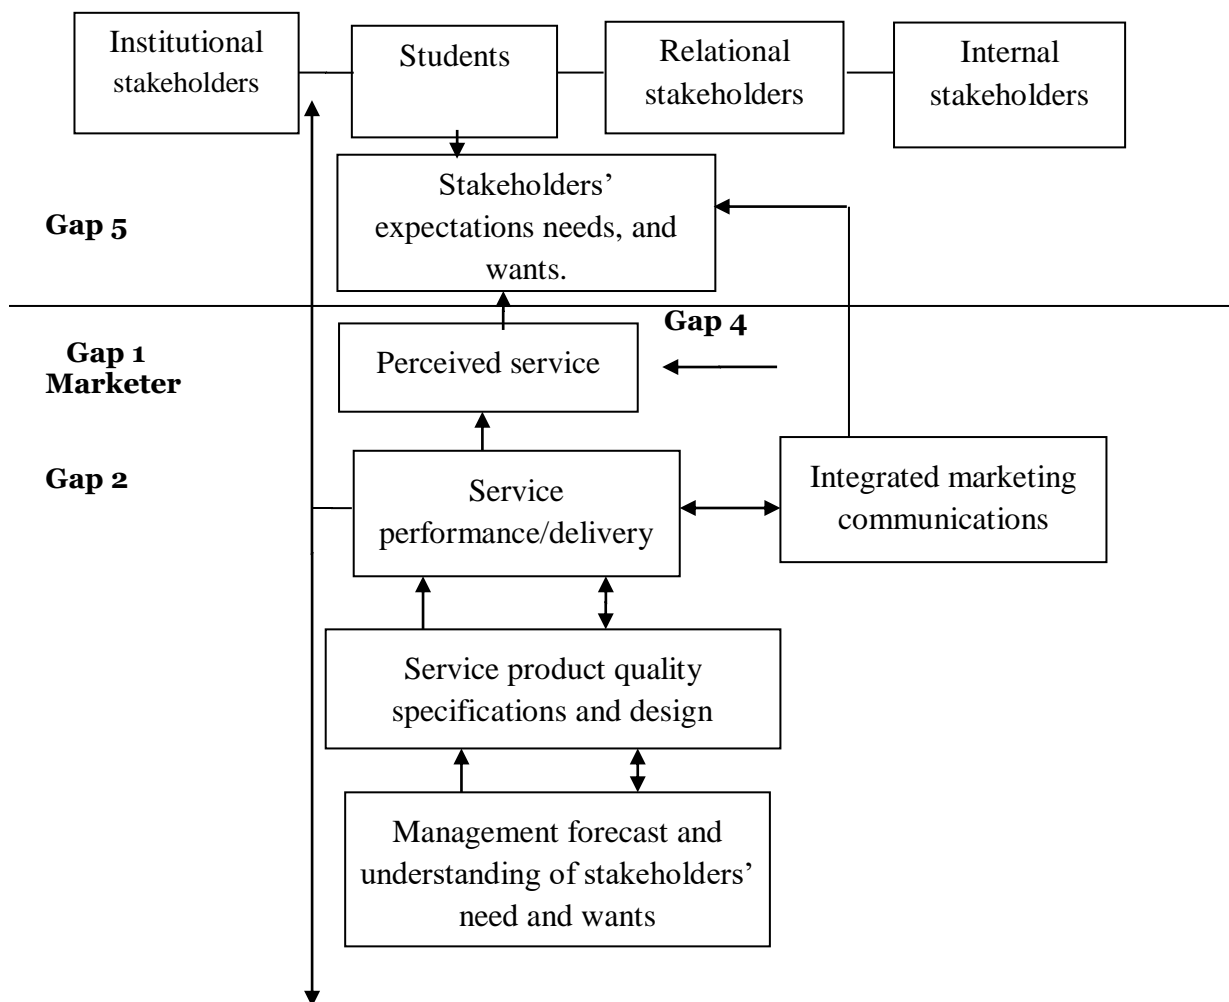 Institutional
stakeholders
Students
Relational
stakeholders
Internal
stakeholders
Stakeholders’
expectations needs, and
wants.
Gap 5
Gap 4
Gap 1
Marketer
Perceived service
Gap 2
Service
performance/delivery
Integrated marketing
communications
Service product quality
specifications and design
Management forecast and
understanding of stakeholders’
need and wants